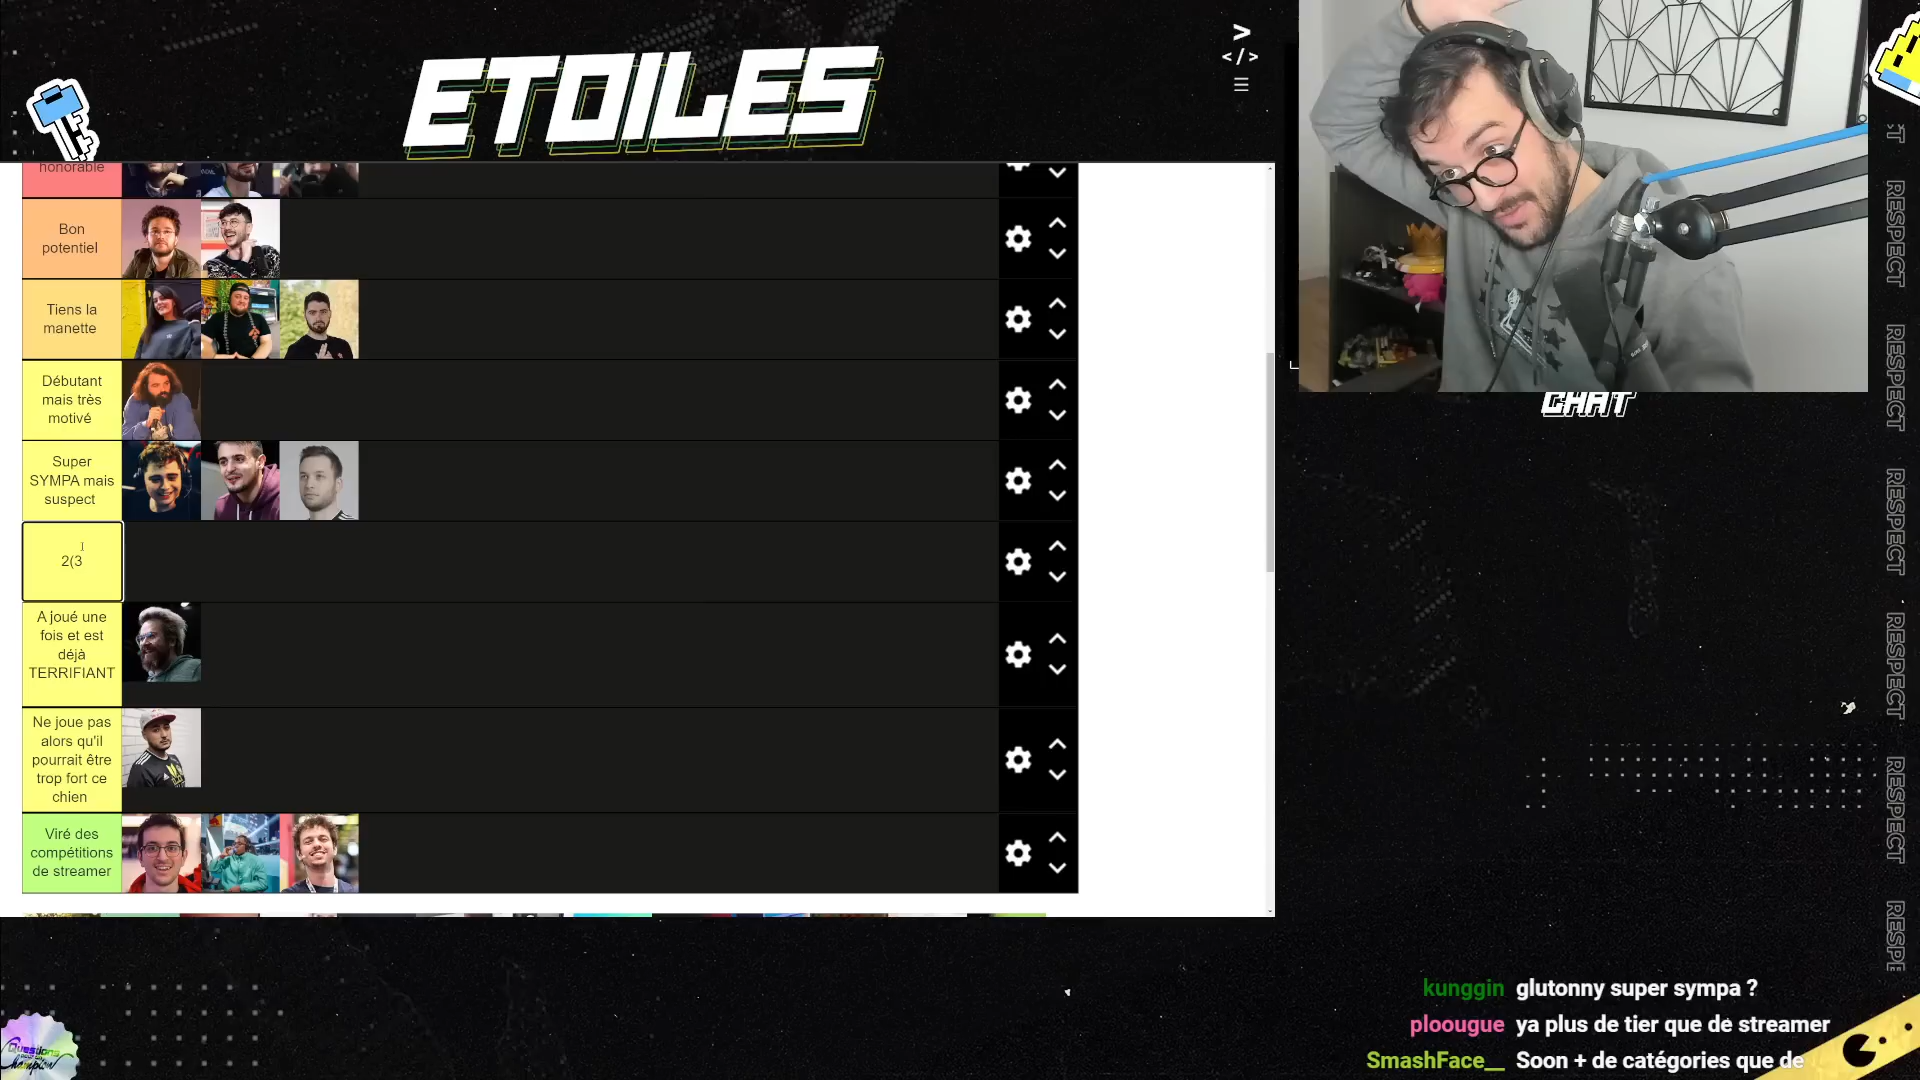 ETOILES
>
</>
honorable
Bon
potentiel
Tiens la
manette
Débutant
mais très
motivé
Super
SYMPA mais
suspect
2(3
A joué une
fois et est
déjà
TERRIFIANT
Ne joue pas
alors qu'il
pourrait être
trop fort ce
chien
Viré des
compétitions
de streamer
CHAT
RESPECT
RESPECT
RESPECT
RESPECT
RESPECT
RESPE
kunggin glutonny super sympa ?
ploougue ya plus de tier que de streamer
SmashFace__ Soon + de catégories que de
Questions
Champion